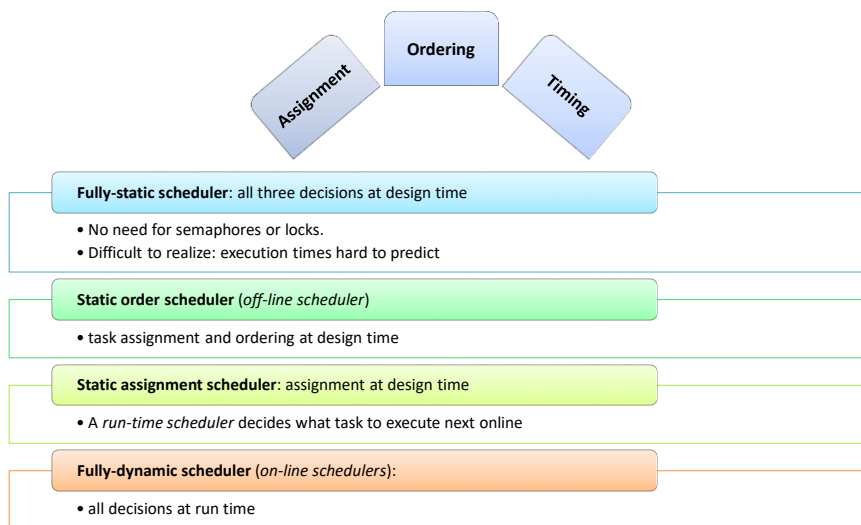 Assignment
Ordering
Timing
Fully-static scheduler: all three decisions at design time
• No need for semaphores or locks.
• Difficult to realize: execution times hard to predict
Static order scheduler (off-line scheduler)
• task assignment and ordering at design time
Static assignment scheduler: assignment at design time
• A run-time scheduler decides what task to execute next online
Fully-dynamic scheduler (on-line schedulers):
• all decisions at run time